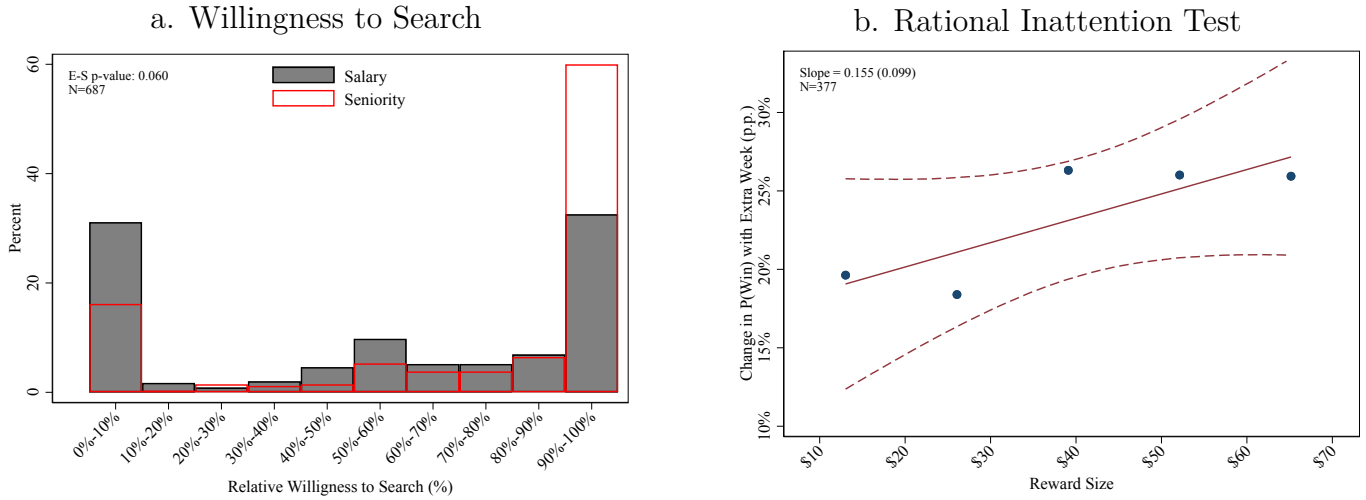 a. Willingness to Search
E-S p-value: 0.060
N=687
Salary
Seniority
Percent
60
40
20
0
0%-10%
10%-20%
20%-30%
30%-40%
40%-50%
50%-60%
60%-70%
70%-80%
80%-90%
90%-100%
Relative Willigness to Search (%)
b. Rational Inattention Test
Slope = 0.155 (0.099)
N=377
Change in P(Win) with Extra Week (p.p.)
30%
25%
20%
15%
10%
$10
$20
$30
$40
$50
$60
$70
Reward Size